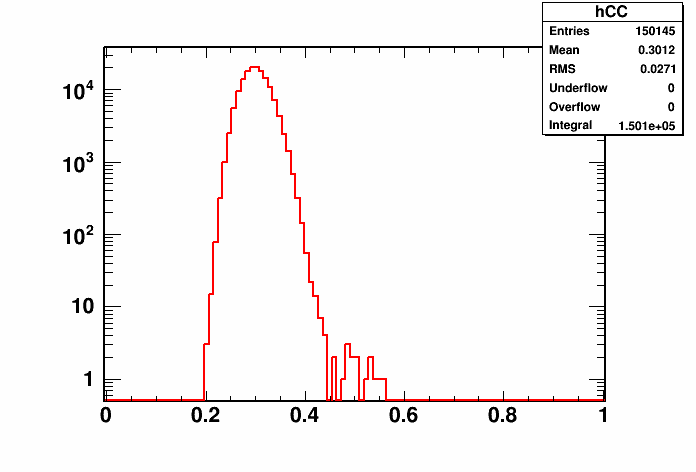 hCC
Entries 150145
Mean 0.3012
RMS 0.0271
Underflow 0
Overflow 0
Integral 1.501e+05
10⁴
10³
10²
10
1
0 0.2 0.4 0.6 0.8 1